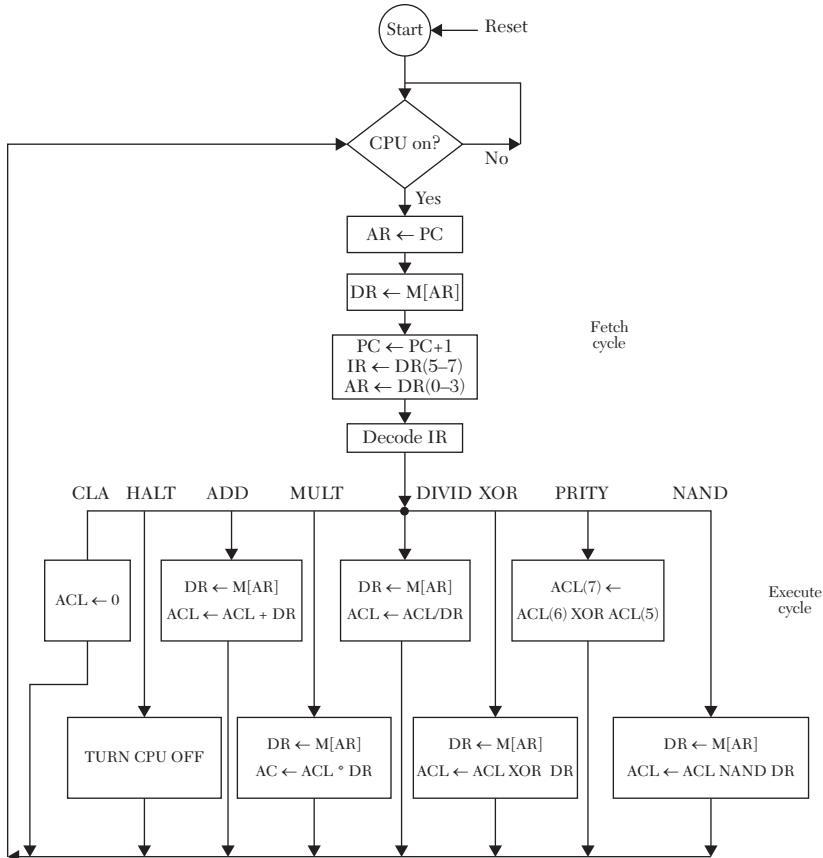 Start
Reset
CPU on?
No
Yes
AR ← PC
DR ← M[AR]
PC ← PC+1
IR ← DR(5–7)
AR ← DR(0–3)
Fetch
cycle
Decode IR
CLA HALT ADD MULT DIVID XOR PRITY NAND
ACL ← 0
DR ← M[AR]
ACL ← ACL + DR
DR ← M[AR]
ACL ← ACL/DR
ACL(7) ←
ACL(6) XOR ACL(5)
Execute
cycle
TURN CPU OFF
DR ← M[AR]
AC ← ACL ° DR
DR ← M[AR]
ACL ← ACL XOR DR
DR ← M[AR]
ACL ← ACL NAND DR